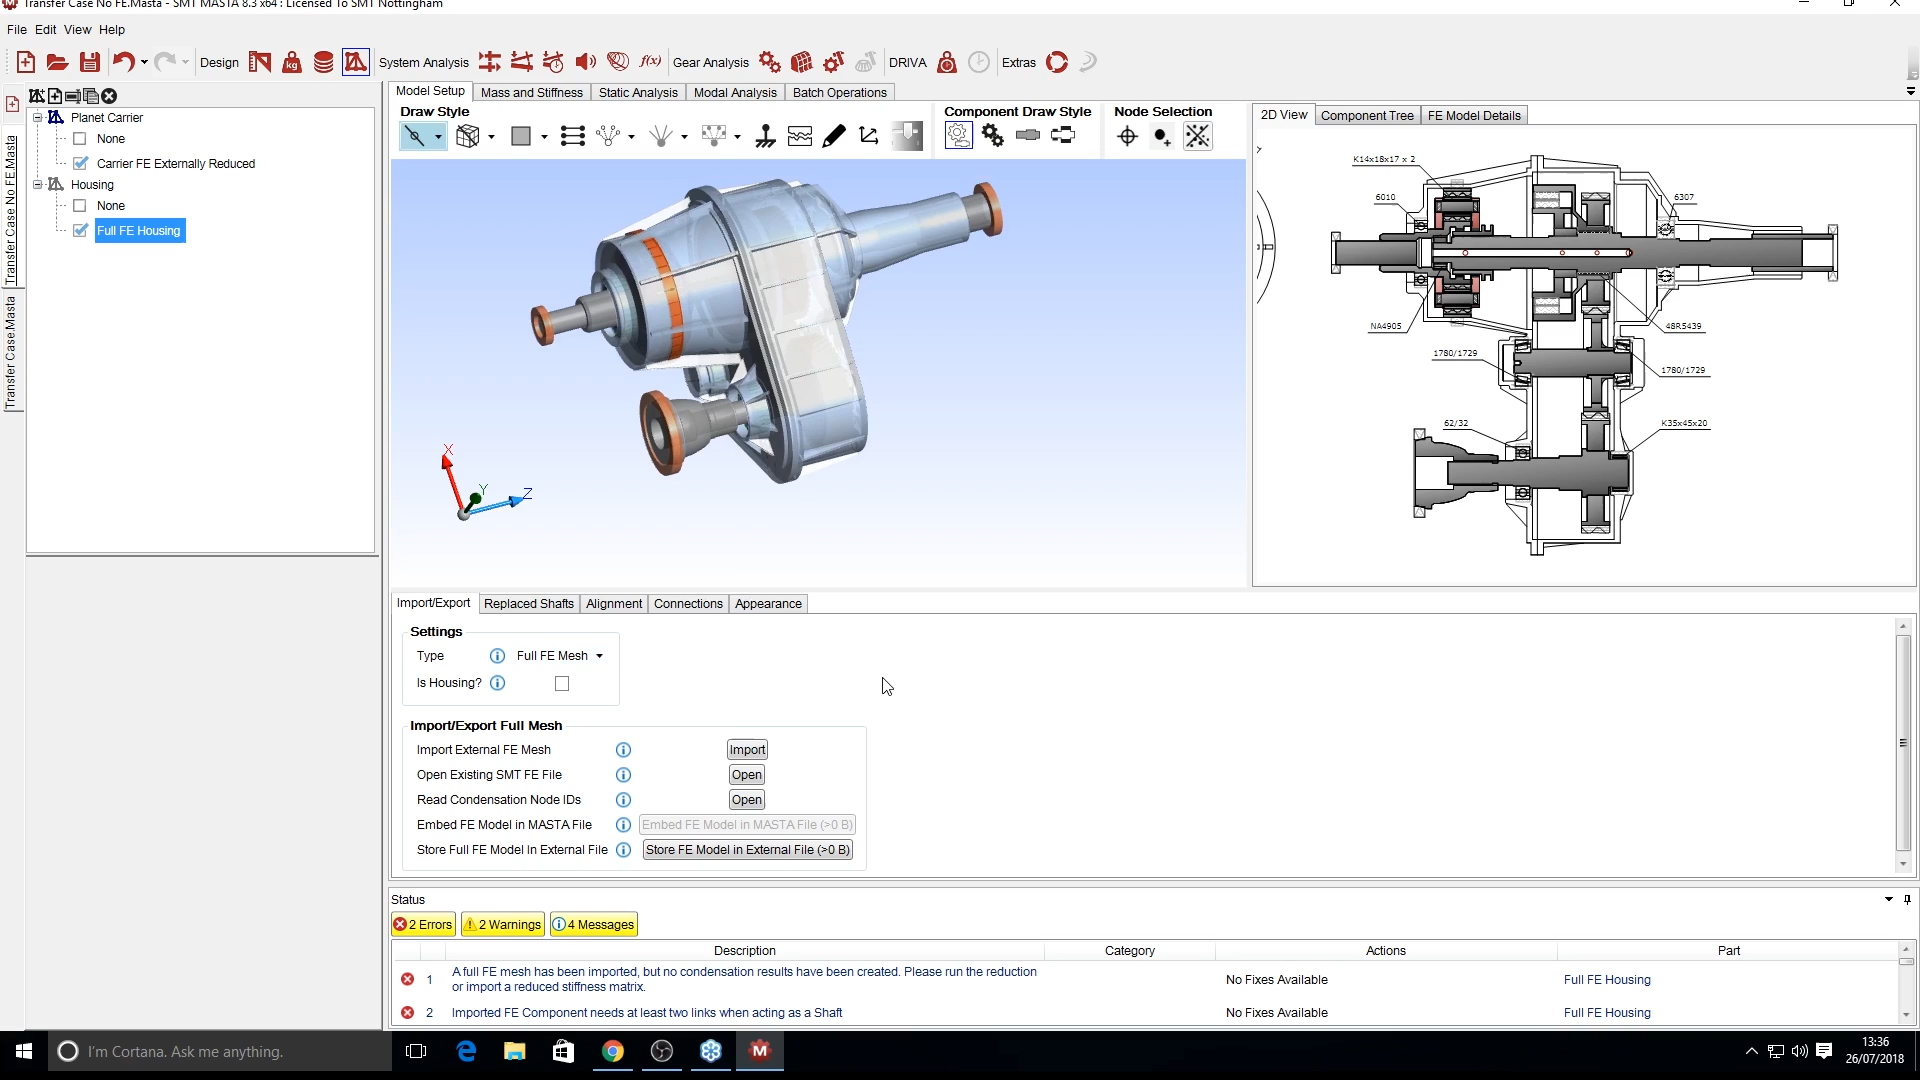 Transfer Case No FE.Masta - SMT MASTA 8.3 x64 : Licensed To SMT Nottingham
File Edit View Help
Design System Analysis f(x) Gear Analysis DRIVA Extras
kg
Model Setup Mass and Stiffness Static Analysis Modal Analysis Batch Operations
Draw Style Component Draw Style Node Selection
2D View Component Tree FE Model Details
Transfer Case No FE.Masta
Transfer Case.Masta
Planet Carrier
None
Carrier FE Externally Reduced
Housing
None
Full FE Housing
X
Y
Z
K14x18x17 x 2
6010
6307
NA4905
48R5439
1780/1729
1780/1729
62/32
K35x45x20
Import/Export Replaced Shafts Alignment Connections Appearance
Settings
Type Full FE Mesh
Is Housing?
Import/Export Full Mesh
Import External FE Mesh Import
Open Existing SMT FE File Open
Read Condensation Node IDs Open
Embed FE Model in MASTA File Embed FE Model in MASTA File (>0 B)
Store Full FE Model In External File Store FE Model in External File (>0 B)
Status
2 Errors 2 Warnings 4 Messages
Description Category Actions Part
1 A full FE mesh has been imported, but no condensation results have been created. Please run the reduction
or import a reduced stiffness matrix. No Fixes Available Full FE Housing
2 Imported FE Component needs at least two links when acting as a Shaft No Fixes Available Full FE Housing
I'm Cortana. Ask me anything.
M
13:36
26/07/2018